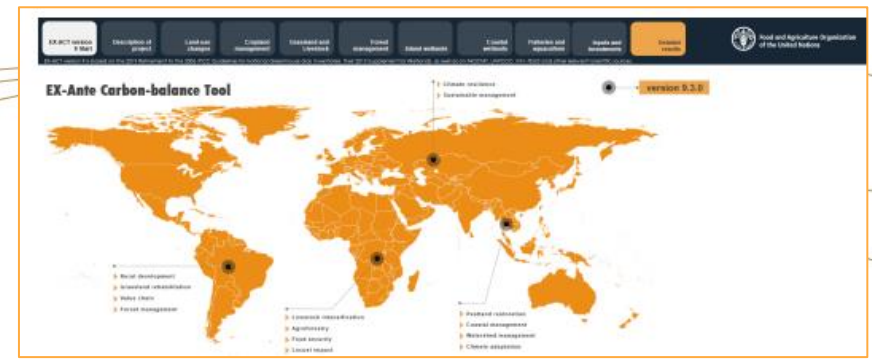 EX-ACT version 9 Start
Description of project
Land use changes
Cropland management
Grassland and Livestock
Forest management
Inland wetlands
Coastal wetlands
Fisheries and aquaculture
Inputs and Investments
Detailed results
Food and Agriculture Organization
of the United Nations
EX-Ante Carbon-balance Tool
version 9.3.0
Climate resilience
Sustainable management
Rural development
Grassland rehabilitation
Value chain
Forest management
Livestock intensification
Agroforestry
Food security
Locust impact
Peatland restoration
Coastal management
Watershed management
Climate adaptation